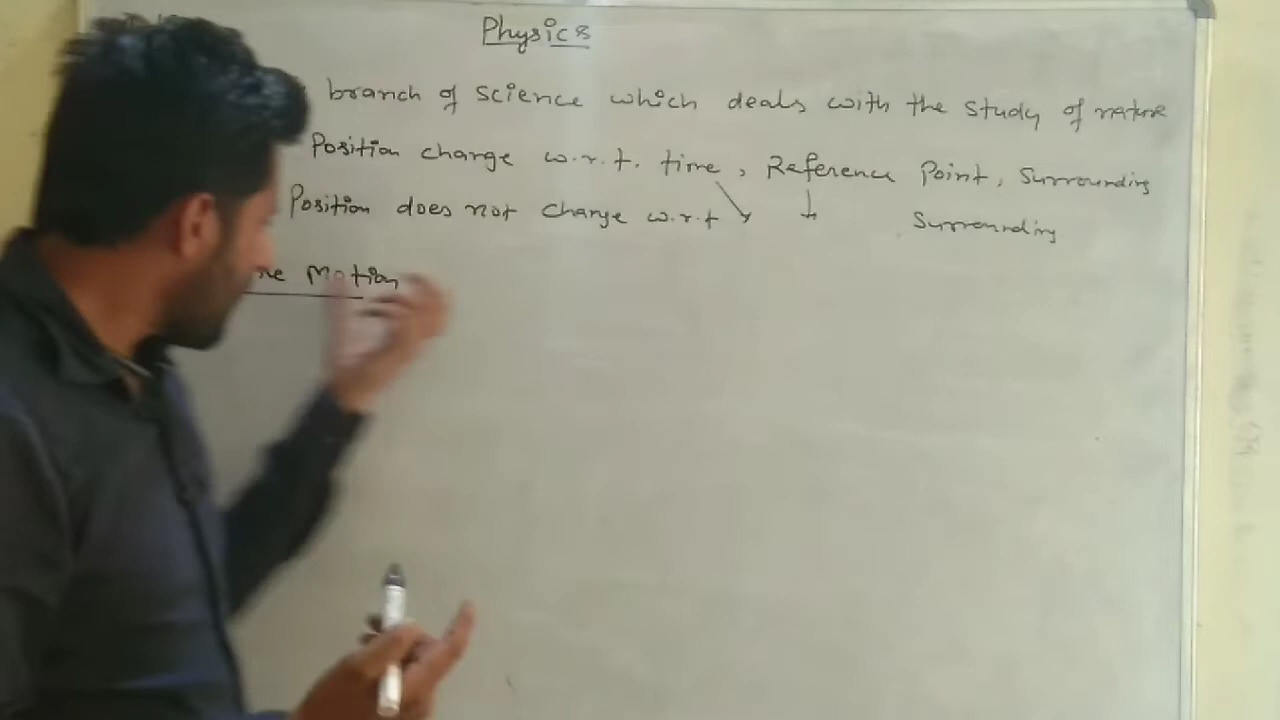 Physics
branch of science which deals with the study of nature
Position change w.r.t. time, Reference Point, Surrounding
Position does not change w.r.t Surrounding
ne Motion